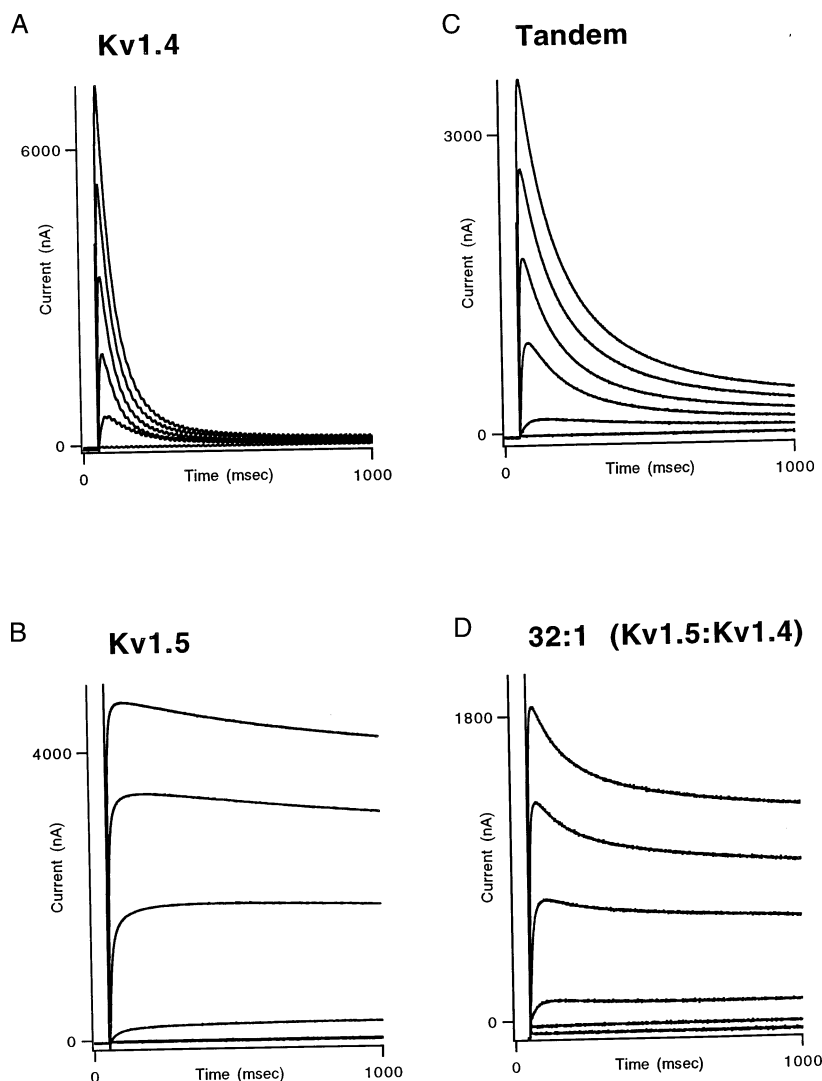 A
Kv1.4
6000
Current (nA)
0
0
Time (msec)
1000
C
Tandem
3000
Current (nA)
0
0
Time (msec)
1000
B
Kv1.5
4000
Current (nA)
0
0
Time (msec)
1000
D
32:1 (Kv1.5:Kv1.4)
1800
Current (nA)
0
0
Time (msec)
1000